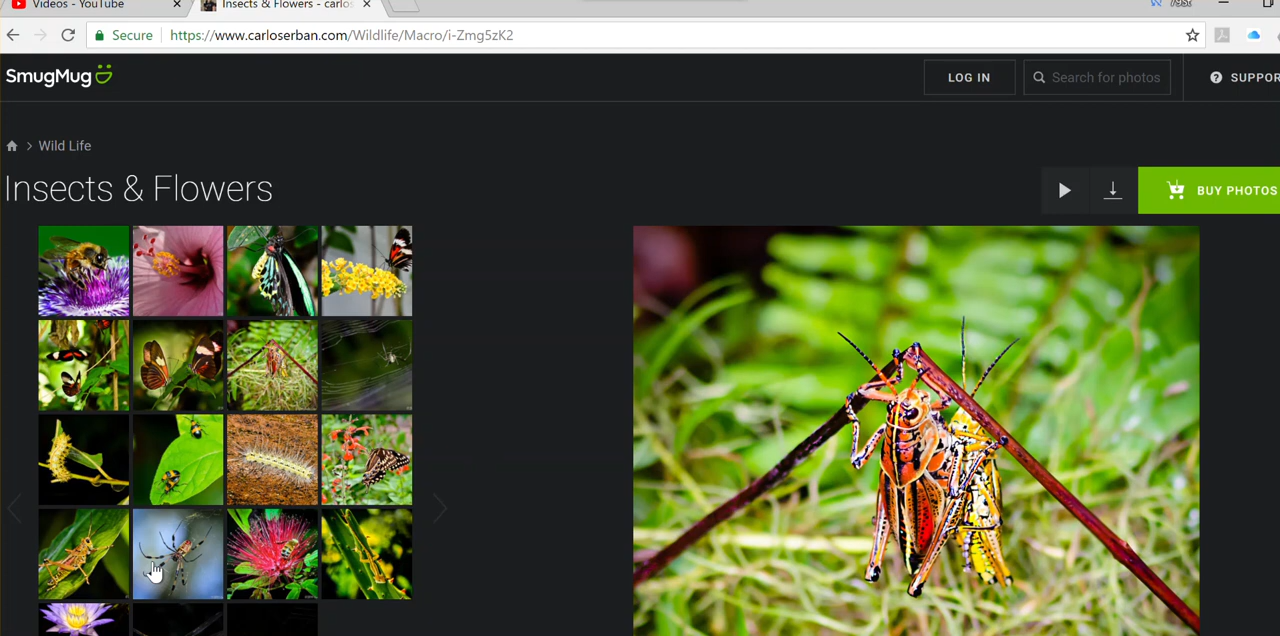 Videos - YouTube
Insects & Flowers - carlos
Secure
https://www.carloserban.com/Wildlife/Macro/i-Zmg5zK2
SmugMug
LOG IN
Search for photos
SUPPOR
> Wild Life
Insects & Flowers
BUY PHOTOS